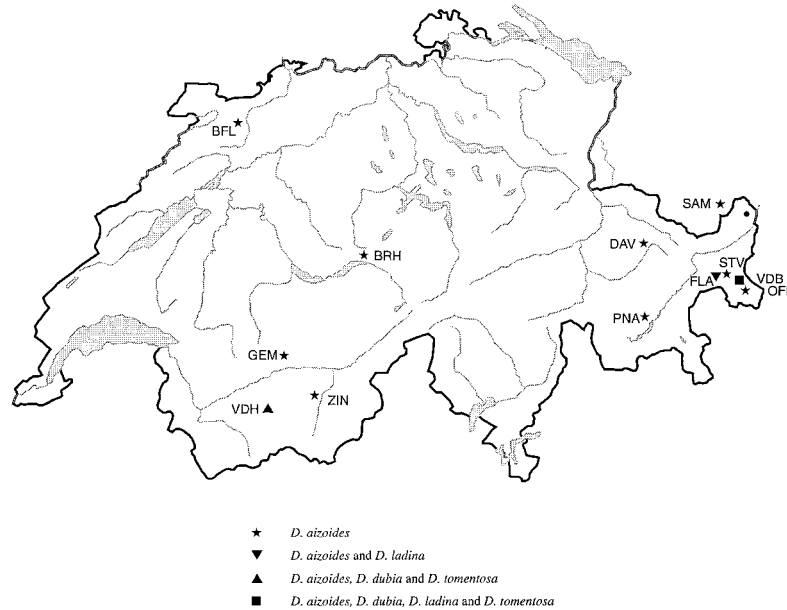 BFL
SAM
DAV
BRH
STV
FLA
VDB
OFP
PNA
GEM
ZIN
VDH
D. aizoides
D. aizoides and D. ladina
D. aizoides, D. dubia and D. tomentosa
D. aizoides, D. dubia, D. ladina and D. tomentosa